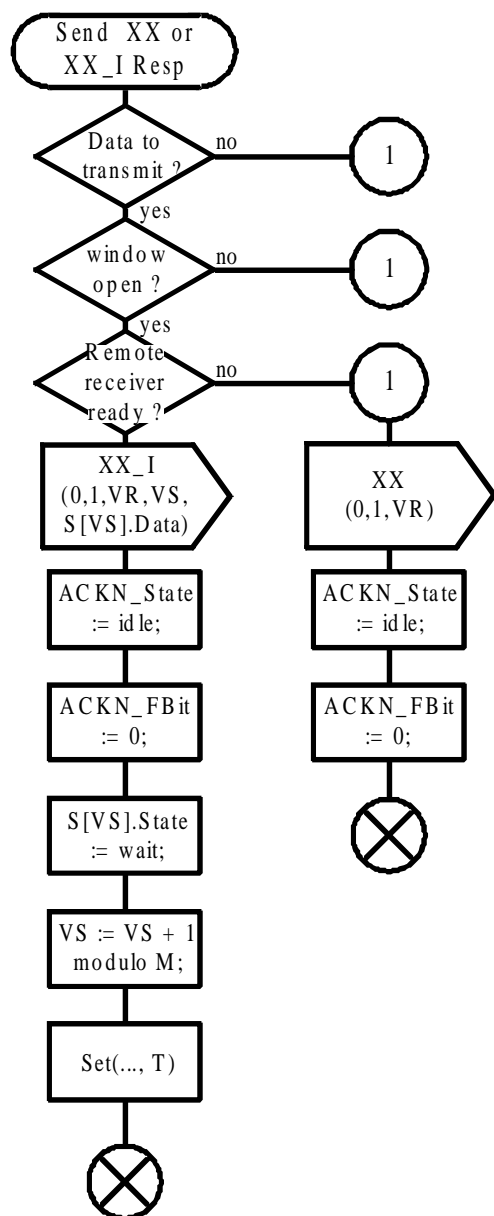 Send XX or
XX_I Resp
Data to
transmit ?
no
1
yes
window
open ?
no
1
yes
Remote
receiver
ready ?
no
1
XX_I
(0,1,VR,VS,
S[VS].Data)
XX
(0,1,VR)
ACKN_State
:= idle;
ACKN_State
:= idle;
ACKN_FBit
:= 0;
ACKN_FBit
:= 0;
S[VS].State
:= wait;
VS := VS + 1
modulo M;
Set(..., T)